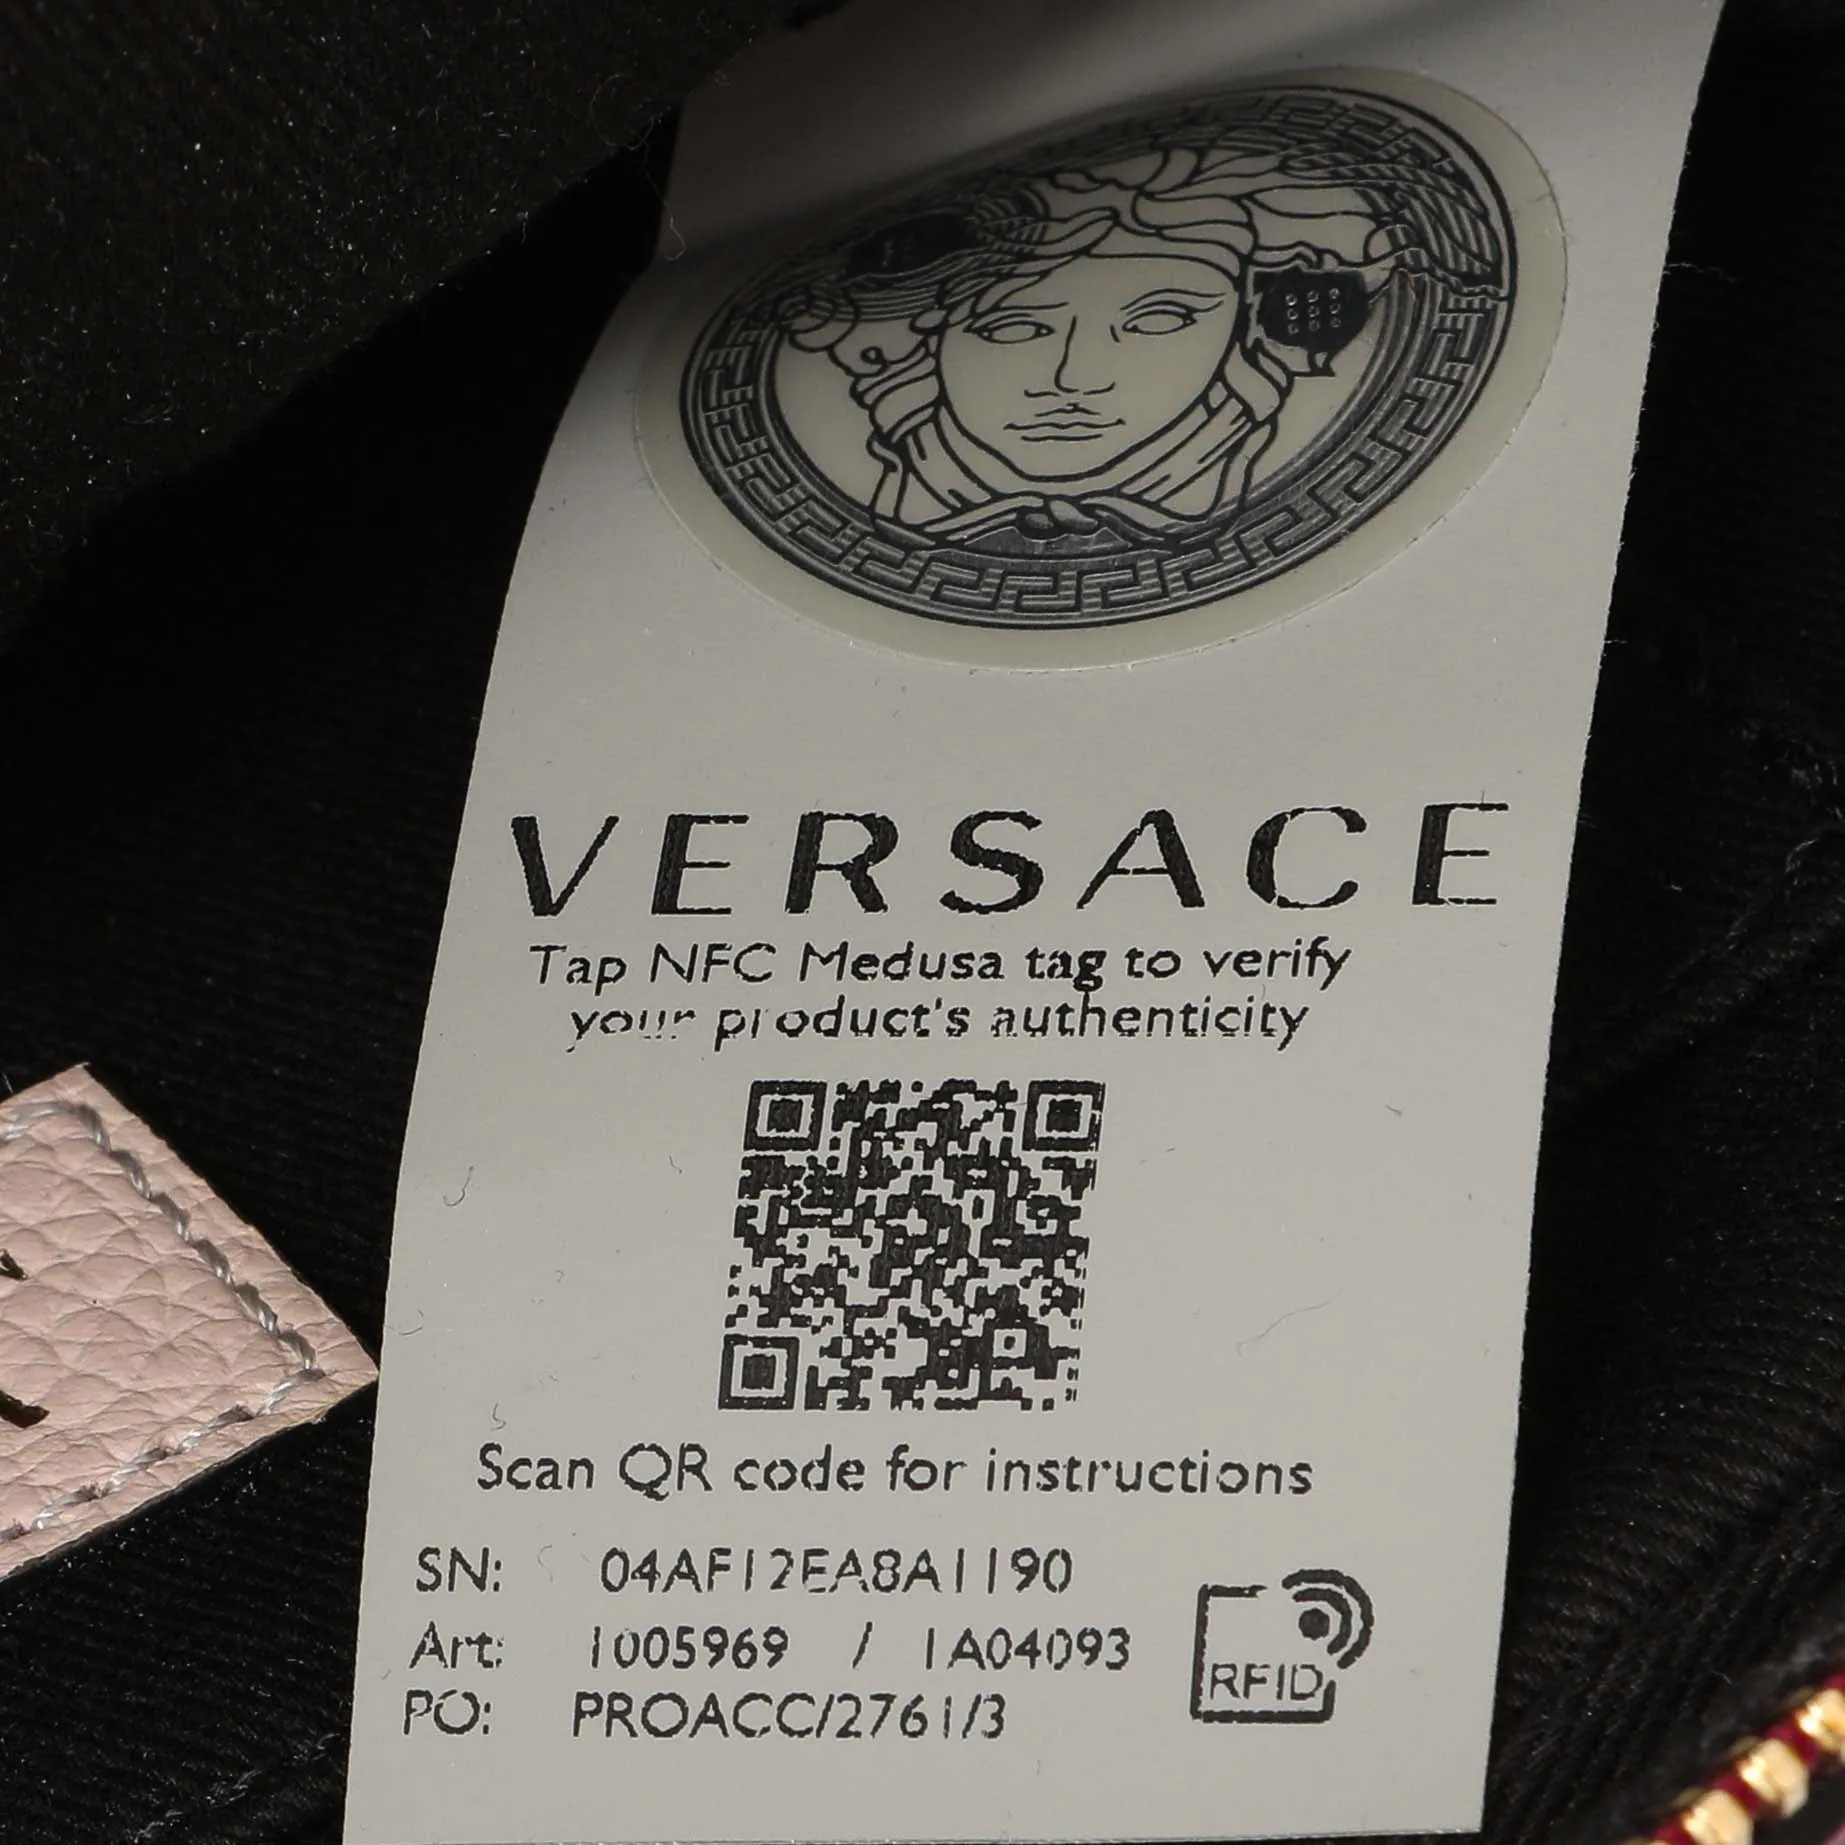 VERSACE
Tap NFC Medusa tag to verify
your product's authenticity
Scan QR code for instructions
SN: 04AF12EA8A1190
Art: 1005969 / 1A04093
PO: PROACC/2761/3
RFID